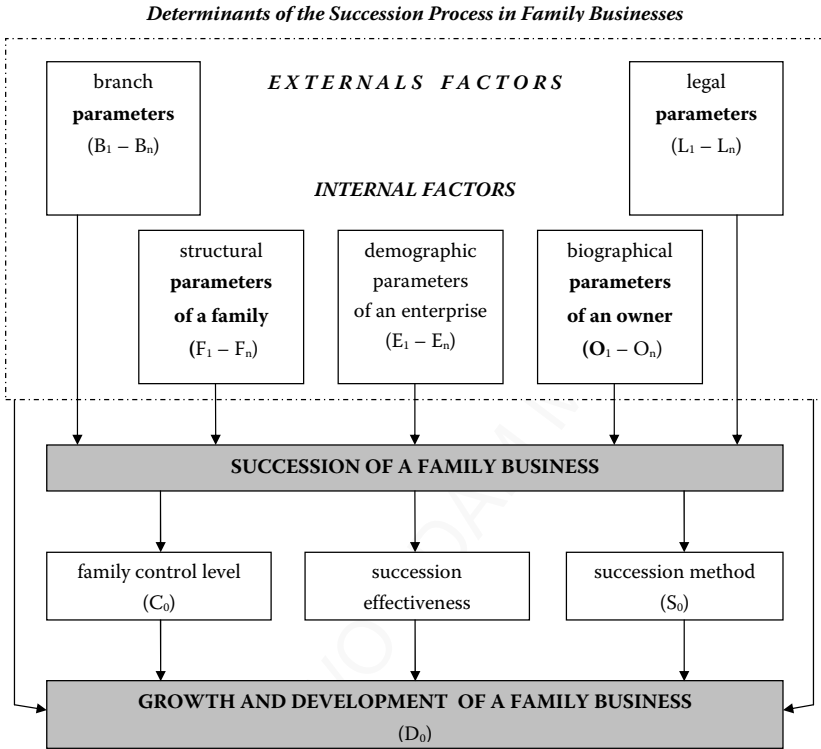 Determinants of the Succession Process in Family Businesses
branch
parameters
(B₁ – Bₙ)
EXTERNALS FACTORS
legal
parameters
(L₁ – Lₙ)
INTERNAL FACTORS
structural
parameters
of a family
(F₁ – Fₙ)
demographic
parameters
of an enterprise
(E₁ – Eₙ)
biographical
parameters
of an owner
(O₁ – Oₙ)
SUCCESSION OF A FAMILY BUSINESS
family control level
(C₀)
succession
effectiveness
succession method
(S₀)
GROWTH AND DEVELOPMENT OF A FAMILY BUSINESS
(D₀)